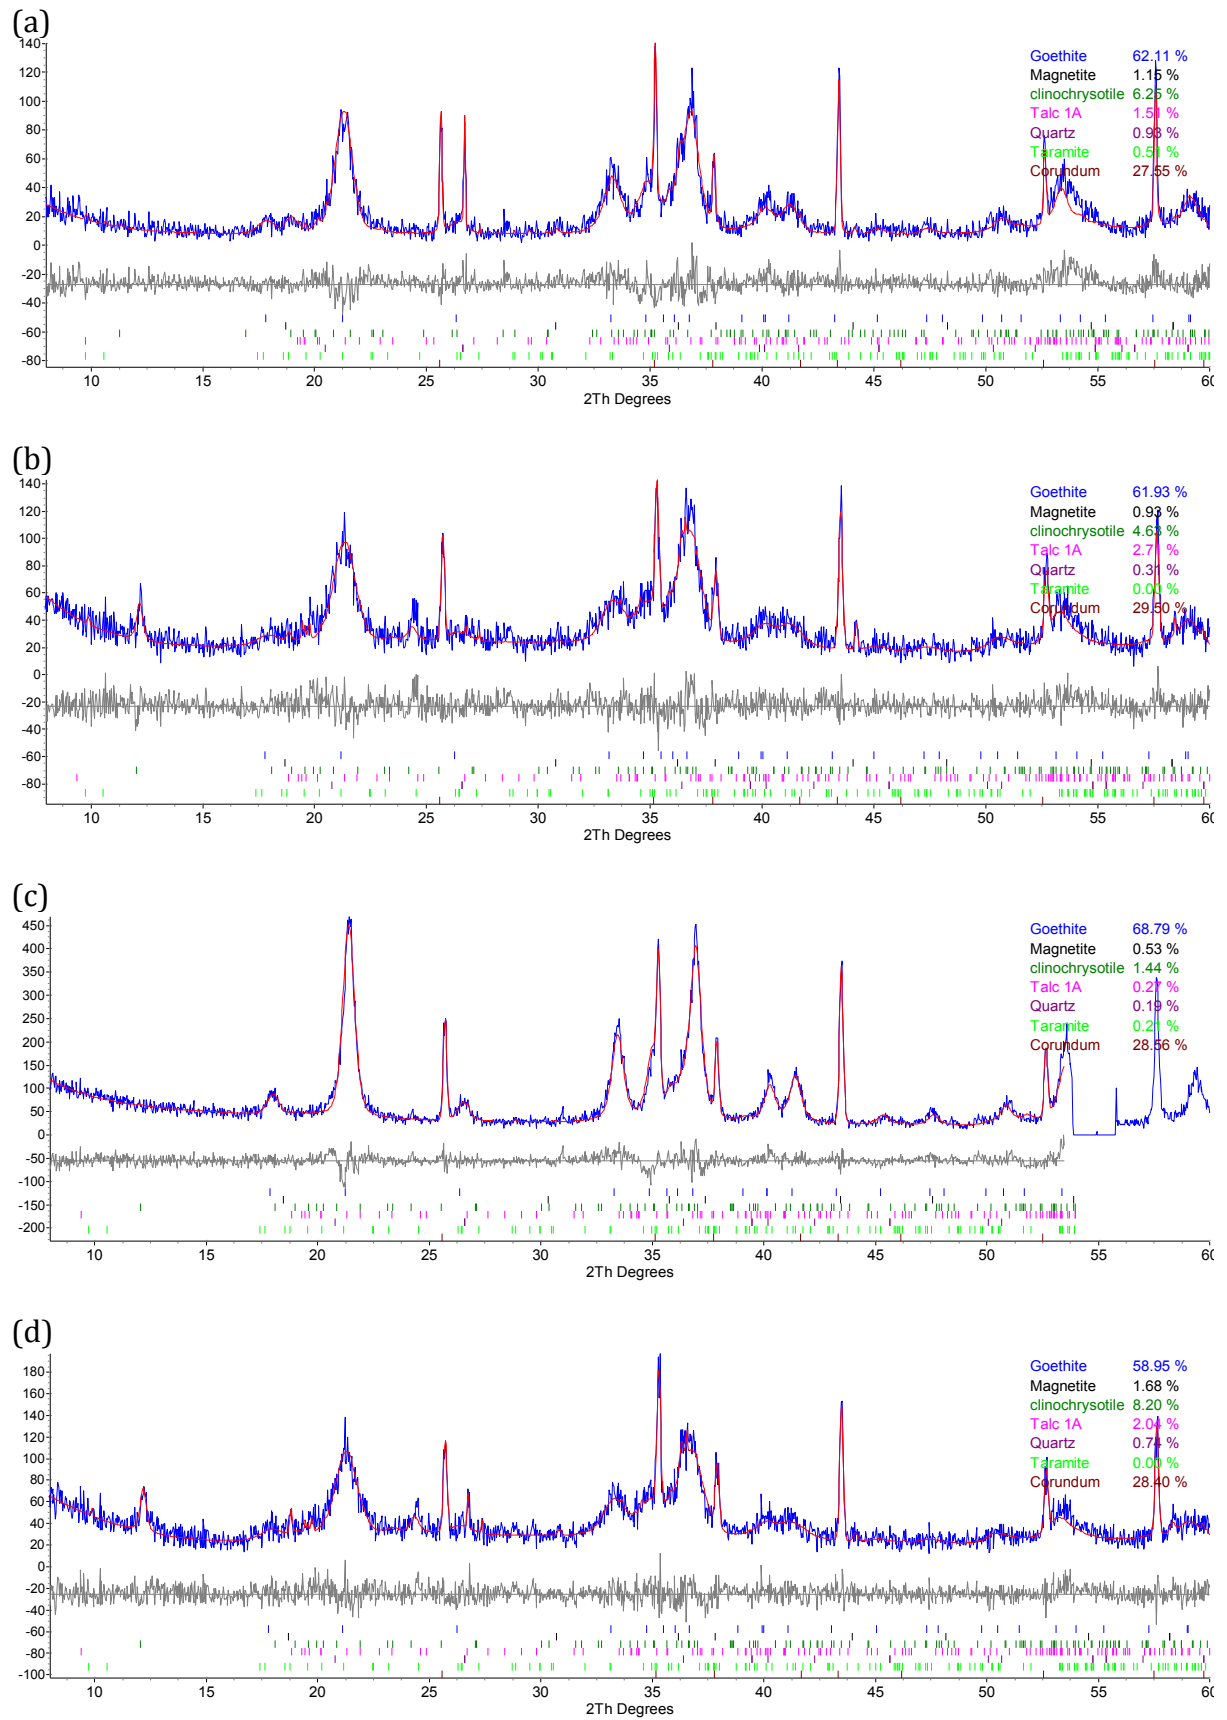 (a)
140
120
100
80
60
40
20
0
-20
-40
-60
-80
Goethite 62.11 %
Magnetite 1.15 %
clinochrysotile 6.25 %
Talc 1A 1.51 %
Quartz 0.93 %
Taramite 0.51 %
Corundum 27.55 %
10 15 20 25 30 35 40 45 50 55 60
2Th Degrees
(b)
140
120
100
80
60
40
20
0
-20
-40
-60
-80
Goethite 61.93 %
Magnetite 0.93 %
clinochrysotile 4.63 %
Talc 1A 2.71 %
Quartz 0.31 %
Taramite 0.00 %
Corundum 29.50 %
10 15 20 25 30 35 40 45 50 55 60
2Th Degrees
(c)
450
400
350
300
250
200
150
100
50
0
-50
-100
-150
-200
Goethite 68.79 %
Magnetite 0.53 %
clinochrysotile 1.44 %
Talc 1A 0.27 %
Quartz 0.19 %
Taramite 0.21 %
Corundum 28.56 %
10 15 20 25 30 35 40 45 50 55 60
2Th Degrees
(d)
180
160
140
120
100
80
60
40
20
0
-20
-40
-60
-80
-100
Goethite 58.95 %
Magnetite 1.68 %
clinochrysotile 8.20 %
Talc 1A 2.04 %
Quartz 0.74 %
Taramite 0.00 %
Corundum 28.40 %
10 15 20 25 30 35 40 45 50 55 60
2Th Degrees